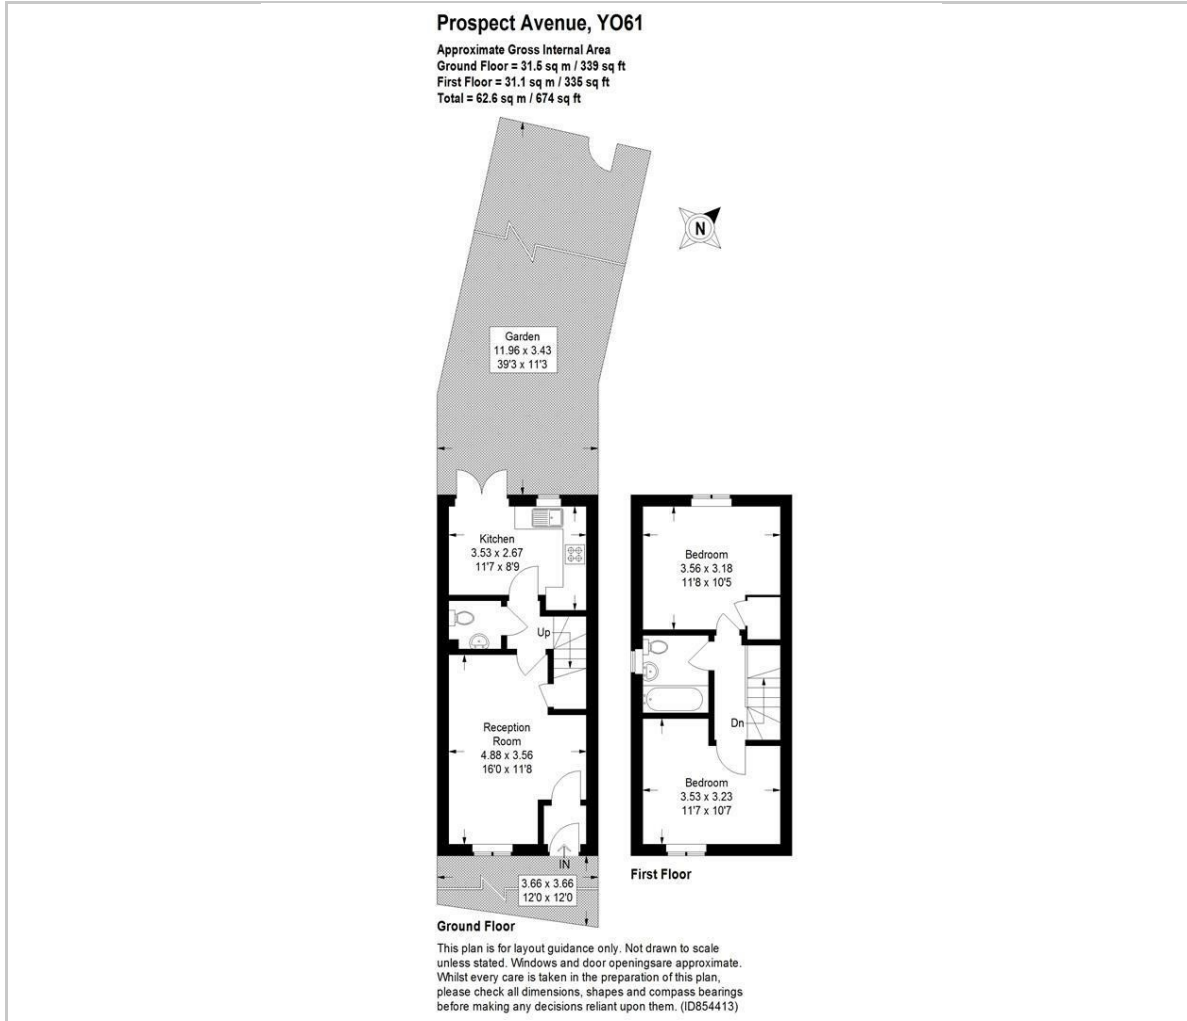 Prospect Avenue, YO61
Approximate Gross Internal Area
Ground Floor = 31.5 sq m / 339 sq ft
First Floor = 31.1 sq m / 335 sq ft
Total = 62.6 sq m / 674 sq ft
N
Garden
11.96 x 3.43
39'3 x 11'3
Kitchen
3.53 x 2.67
11'7 x 8'9
Up
Reception
Room
4.88 x 3.56
16'0 x 11'8
IN
3.66 x 3.66
12'0 x 12'0
Ground Floor
Bedroom
3.56 x 3.18
11'8 x 10'5
Dn
Bedroom
3.53 x 3.23
11'7 x 10'7
First Floor
This plan is for layout guidance only. Not drawn to scale
unless stated. Windows and door openingsare approximate.
Whilst every care is taken in the preparation of this plan,
please check all dimensions, shapes and compass bearings
before making any decisions reliant upon them. (ID854413)